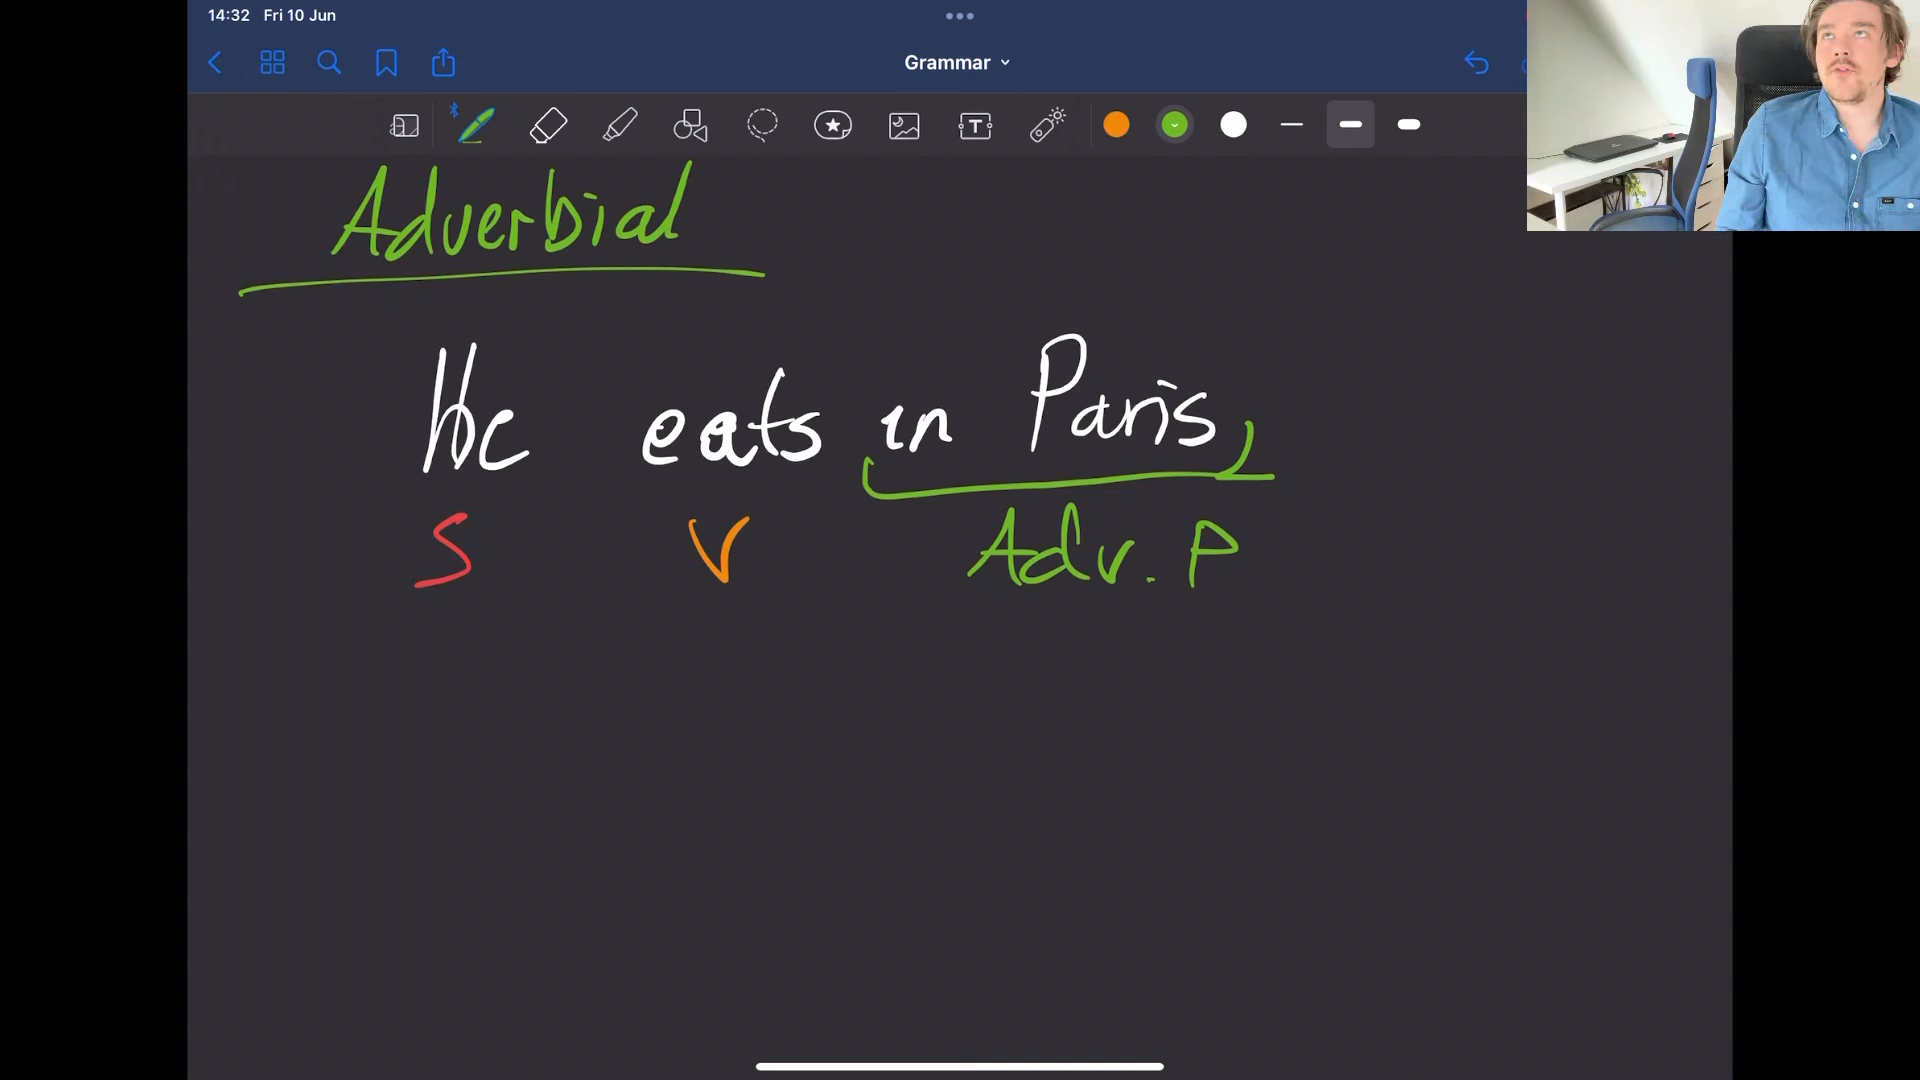 14:32 Fri 10 Jun
Grammar
T
Adverbial
He eats in Paris
S V Adv. P